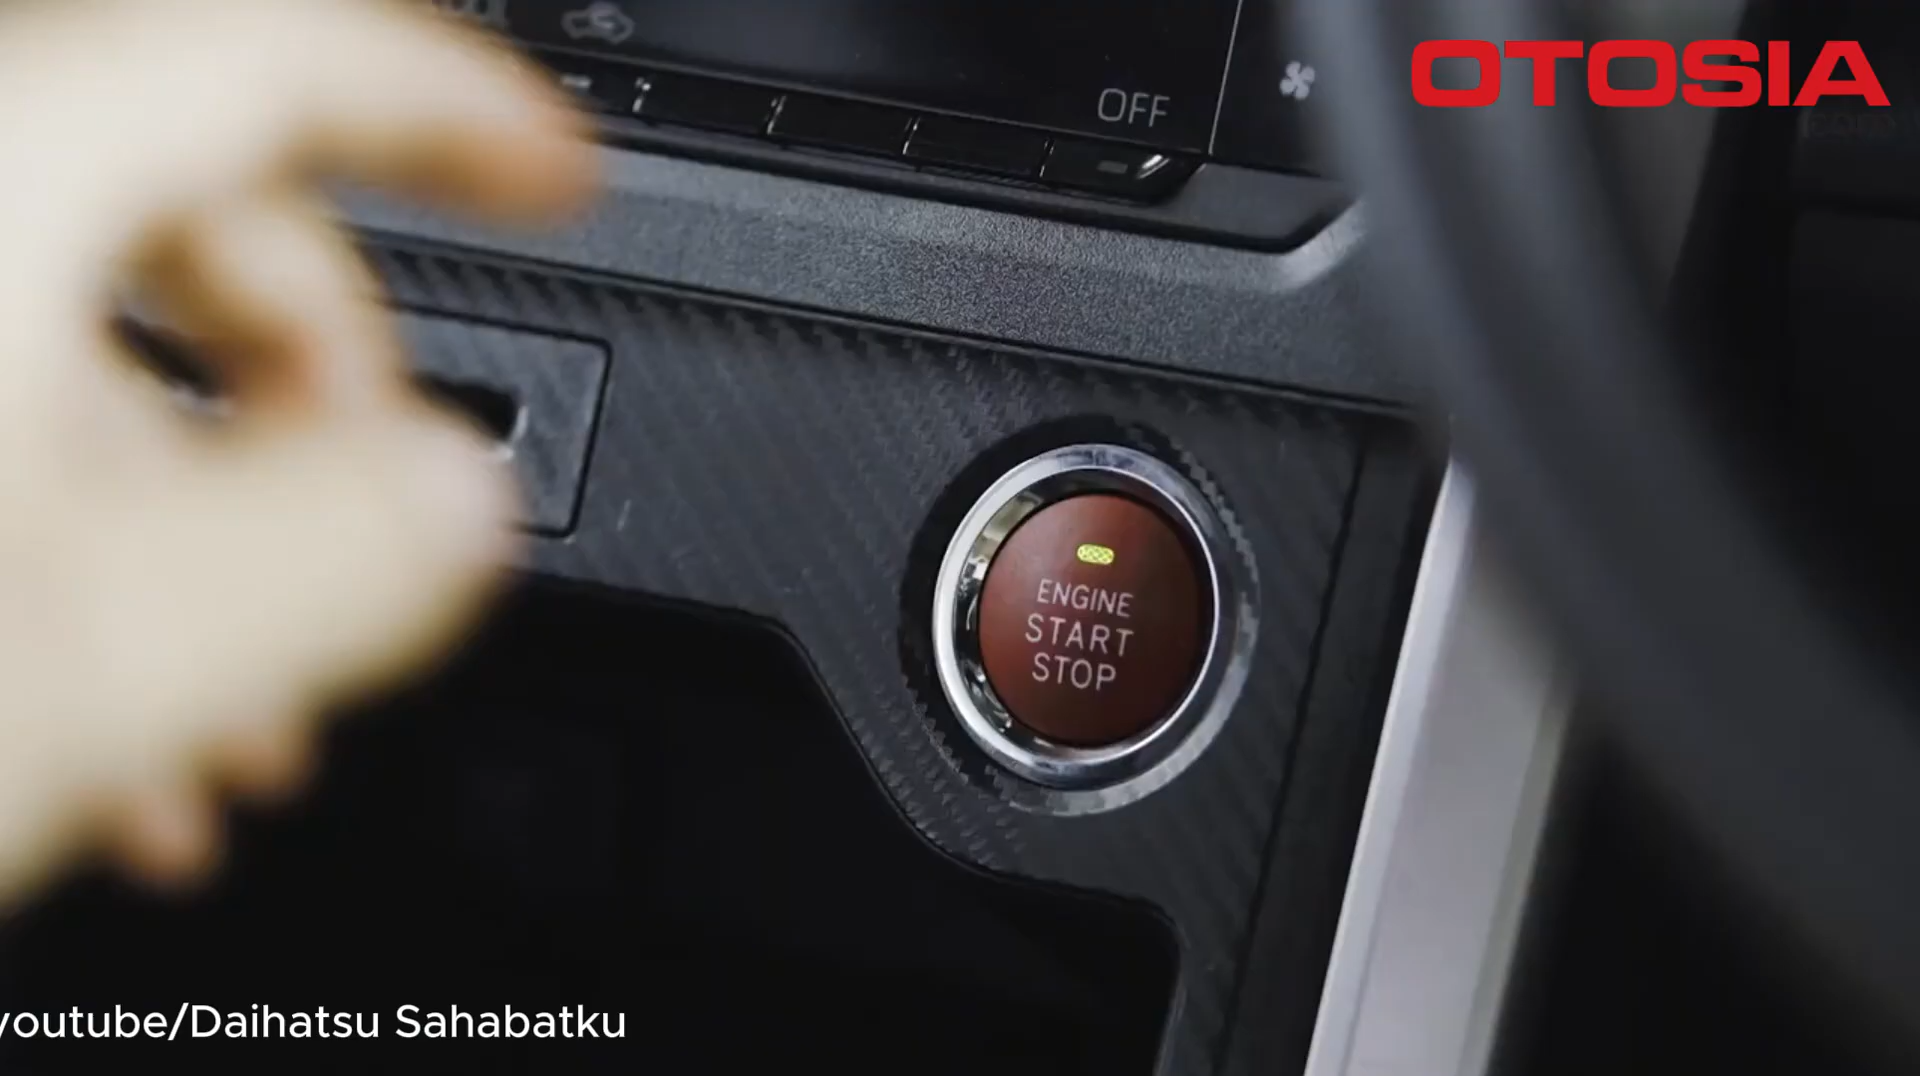 OTOSIA
OFF
ENGINE
START
STOP
youtube/Daihatsu Sahabatku